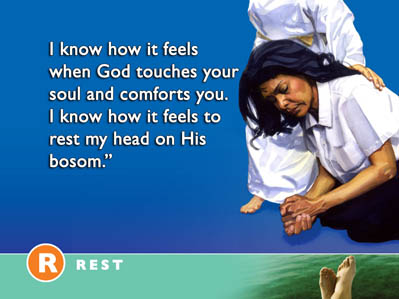 I know how it feels
when God touches your
soul and comforts you.
I know how it feels to
rest my head on His
bosom.”
R REST